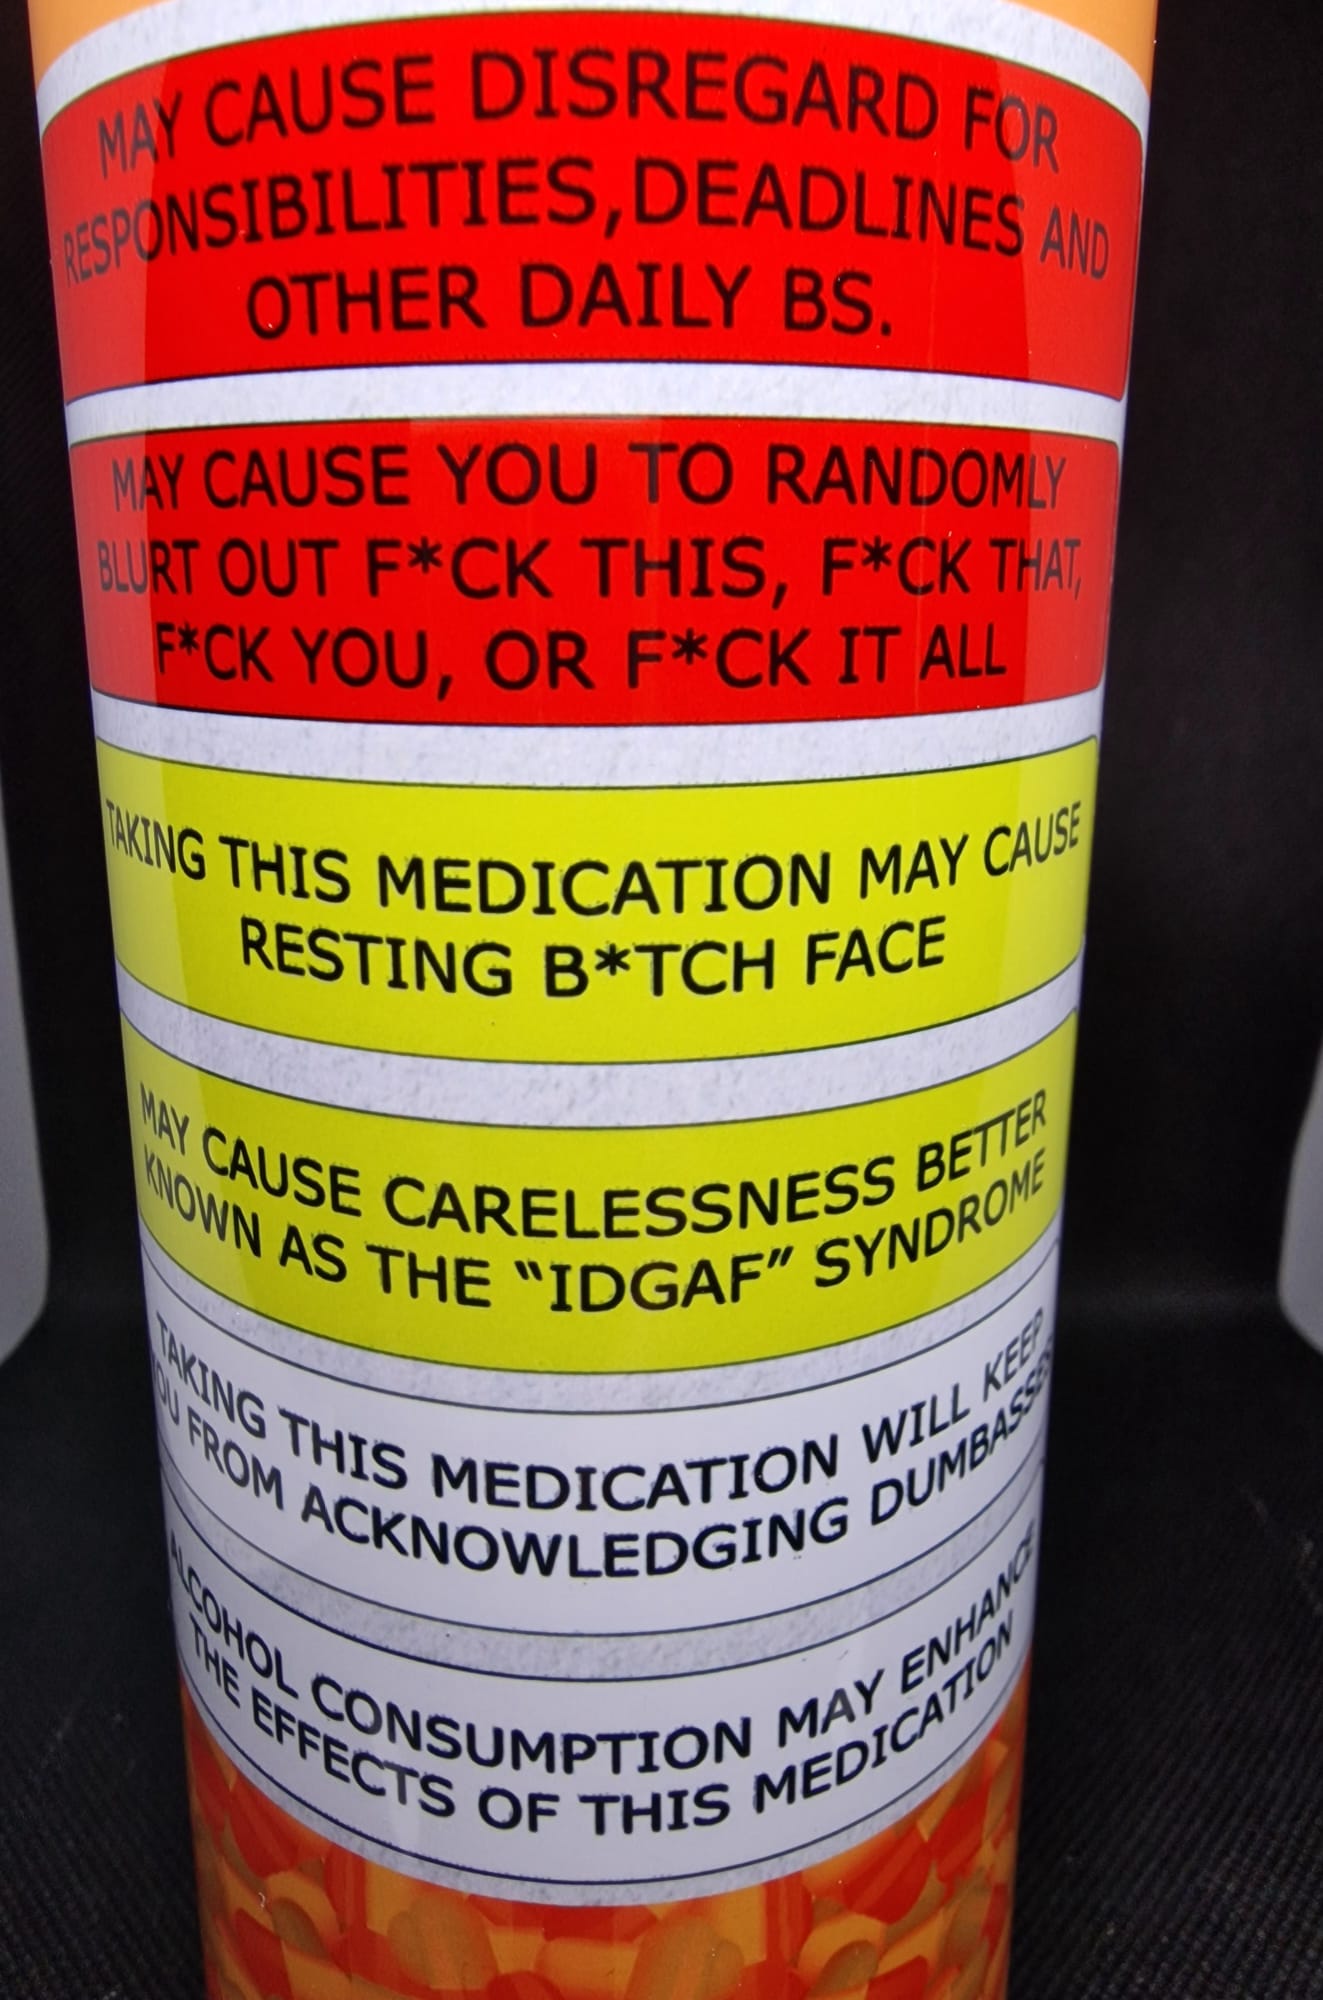 MAY CAUSE DISREGARD FOR
RESPONSIBILITIES,DEADLINES AND
OTHER DAILY BS.
MAY CAUSE YOU TO RANDOMLY
BLURT OUT F*CK THIS, F*CK THAT,
F*CK YOU, OR F*CK IT ALL
TAKING THIS MEDICATION MAY CAUSE
RESTING B*TCH FACE
MAY CAUSE CARELESSNESS BETTER
KNOWN AS THE “IDGAF” SYNDROME
TAKING THIS MEDICATION WILL KEEP
YOU FROM ACKNOWLEDGING DUMBASSES
ALCOHOL CONSUMPTION MAY ENHANCE
THE EFFECTS OF THIS MEDICATION